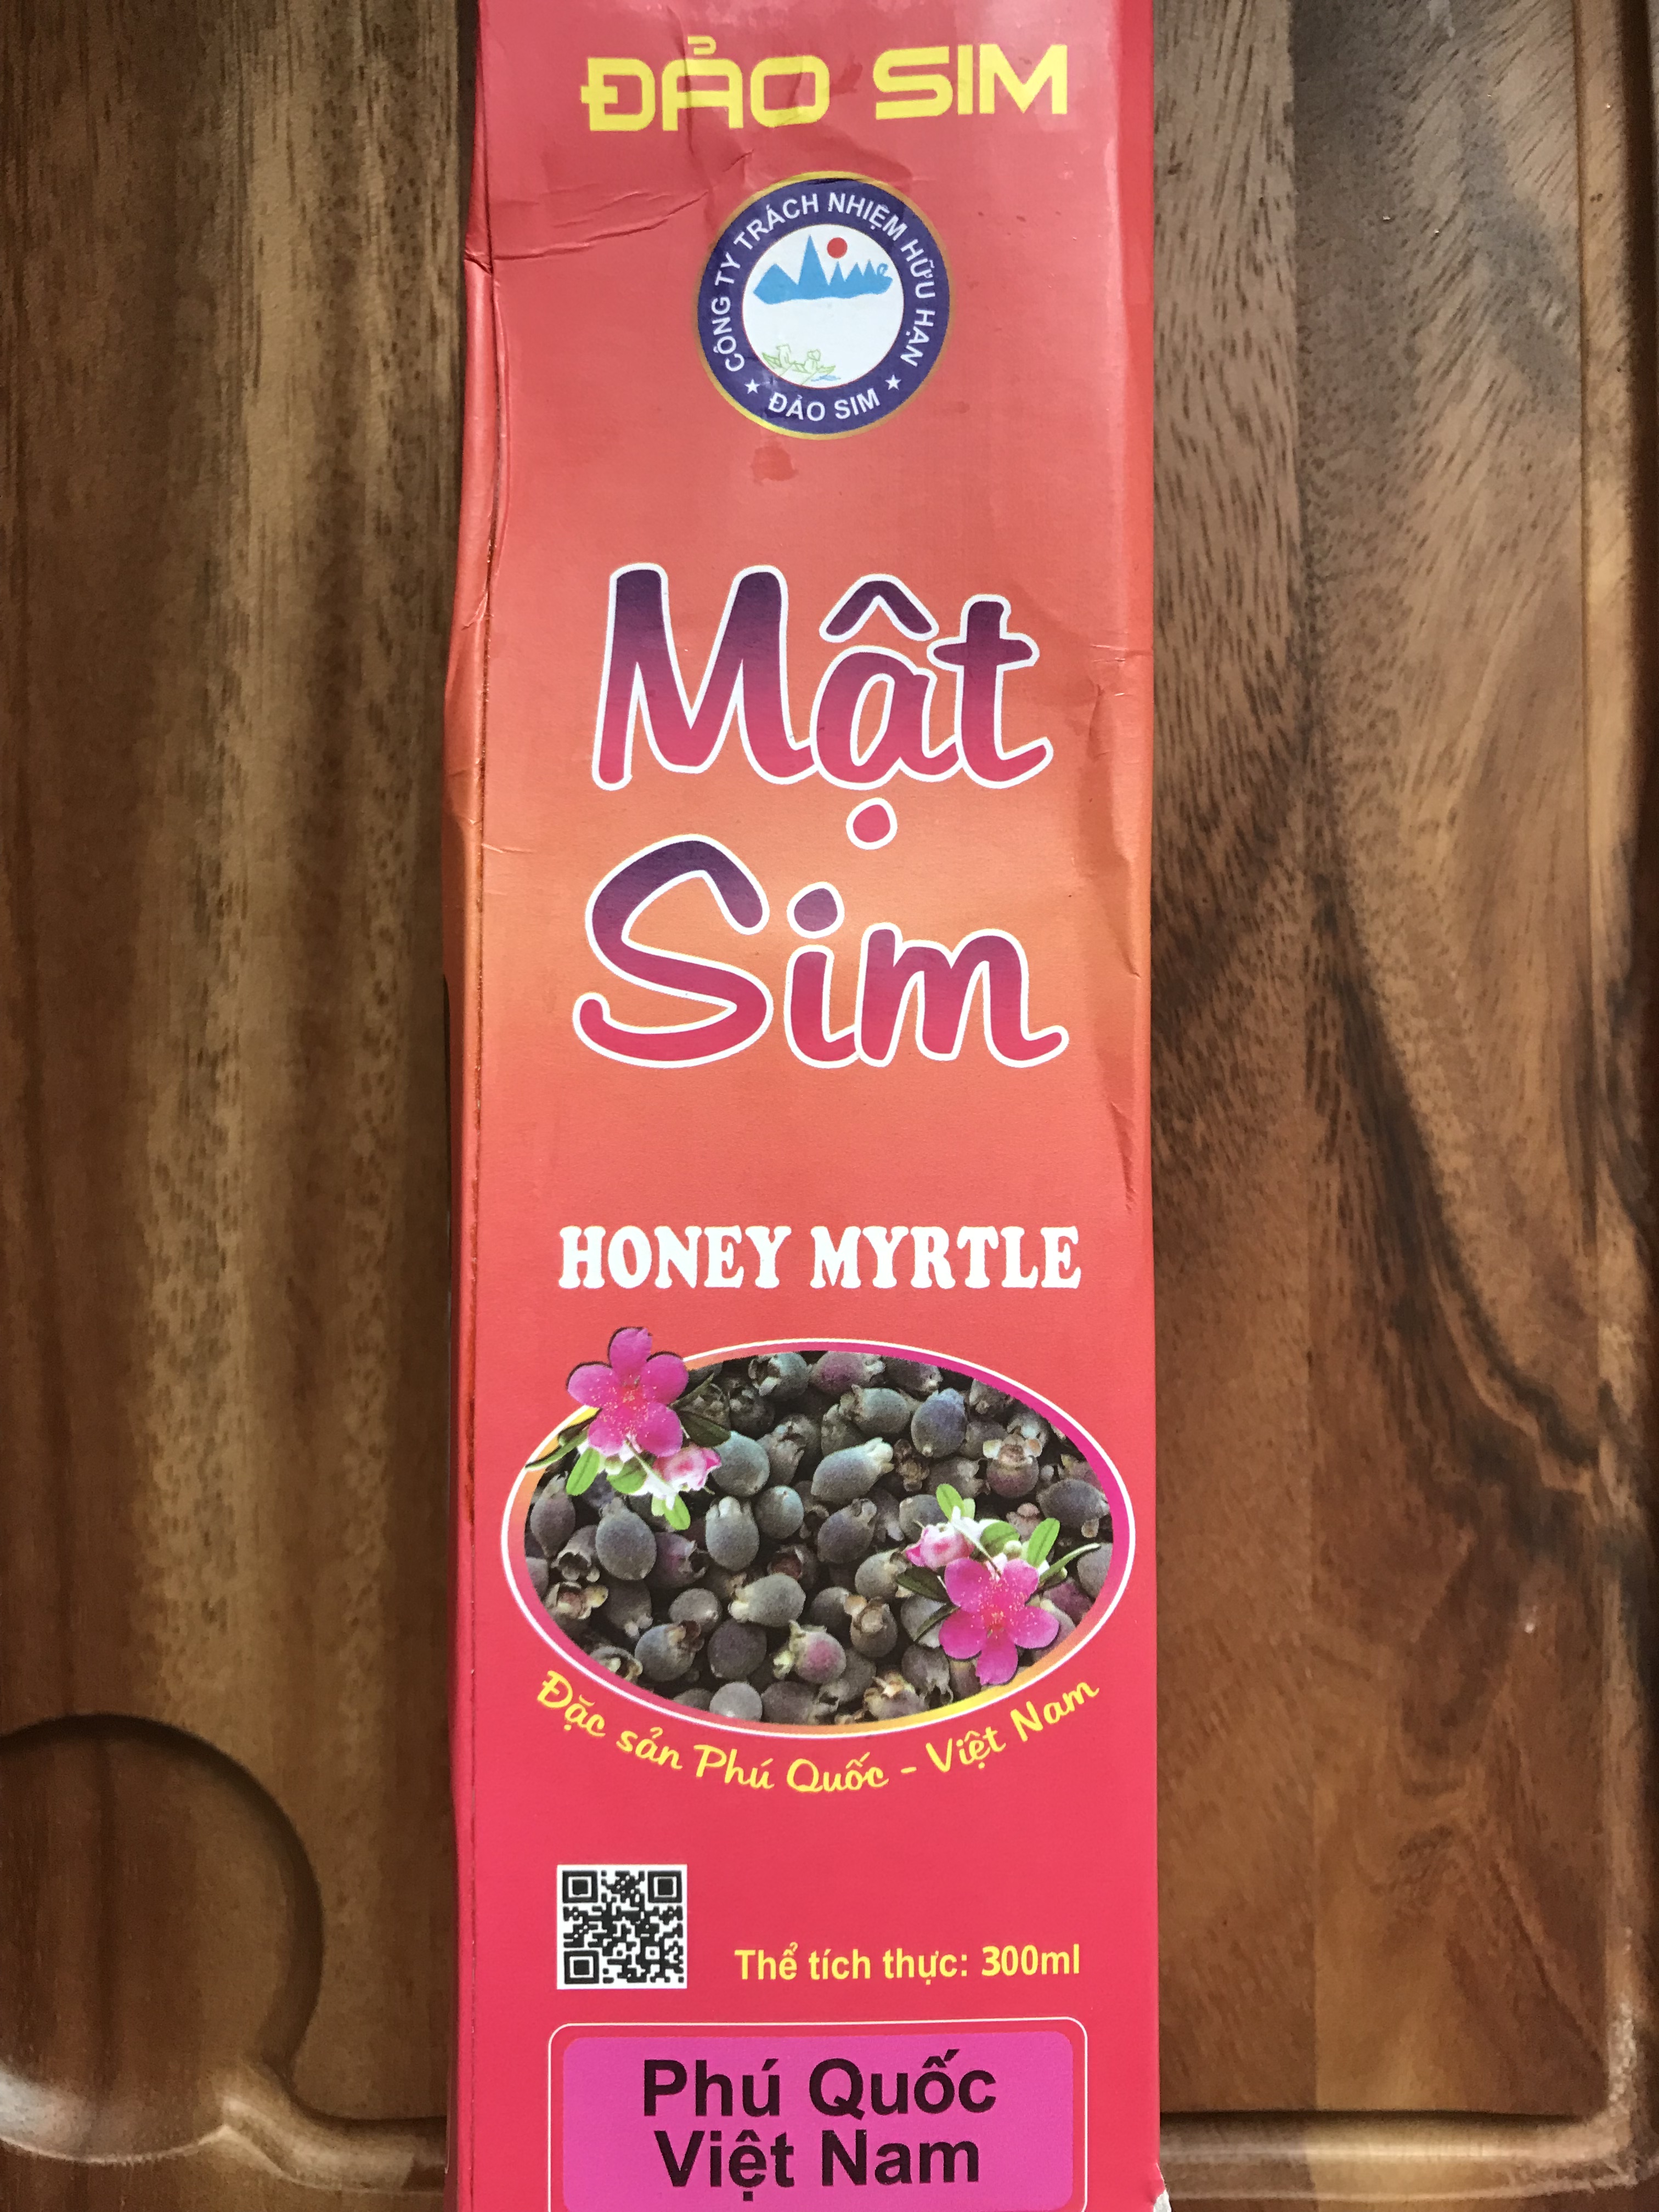 ĐẢO SIM
CÔNG TY TRÁCH NHIỆM HỮU HẠN
★ ĐẢO SIM ★
Mật
Sim
HONEY MYRTLE
Đặc sản Phú Quốc - Việt Nam
Thể tích thực: 300ml
Phú Quốc
Việt Nam